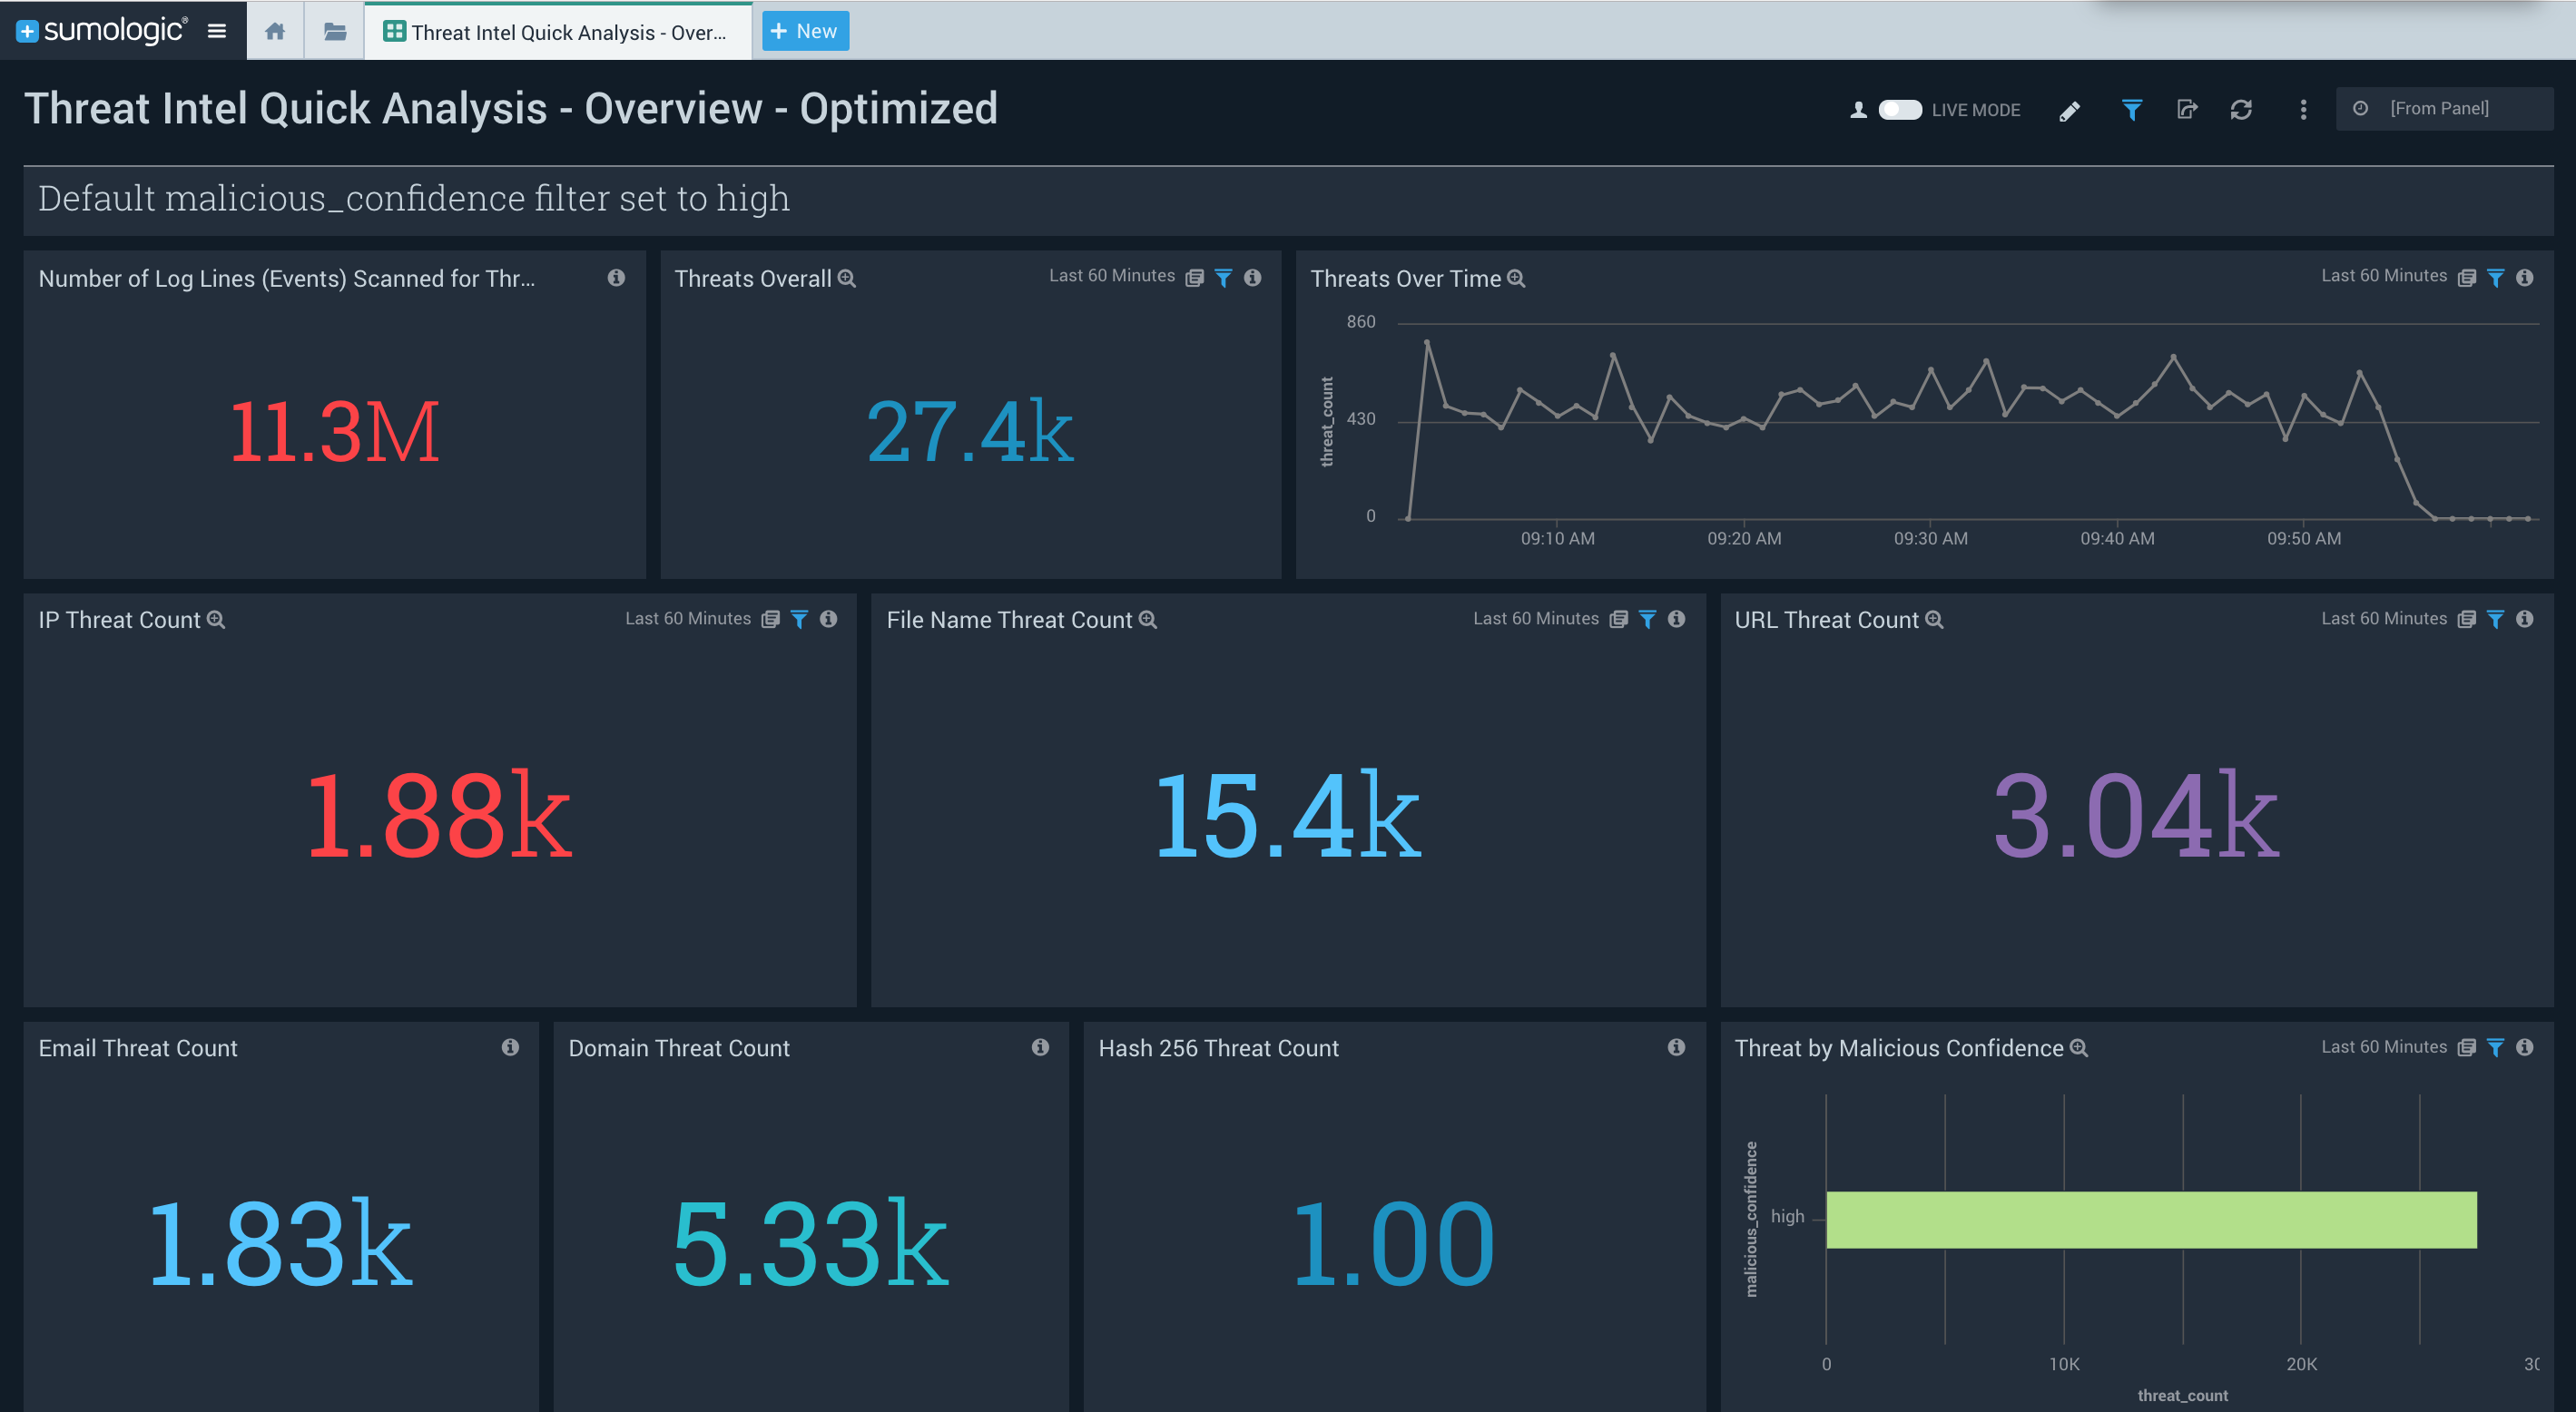 sumologic®
Threat Intel Quick Analysis - Over...
+ New
Threat Intel Quick Analysis - Overview - Optimized
LIVE MODE
[From Panel]
Default malicious_confidence filter set to high
Number of Log Lines (Events) Scanned for Thr...
11.3M
Threats Overall
Last 60 Minutes
27.4k
Threats Over Time
Last 60 Minutes
threat_count
860
430
0
09:10 AM
09:20 AM
09:30 AM
09:40 AM
09:50 AM
IP Threat Count
Last 60 Minutes
1.88k
File Name Threat Count
Last 60 Minutes
15.4k
URL Threat Count
Last 60 Minutes
3.04k
Email Threat Count
1.83k
Domain Threat Count
5.33k
Hash 256 Threat Count
1.00
Threat by Malicious Confidence
Last 60 Minutes
malicious_confidence
high
0
10K
20K
threat_count